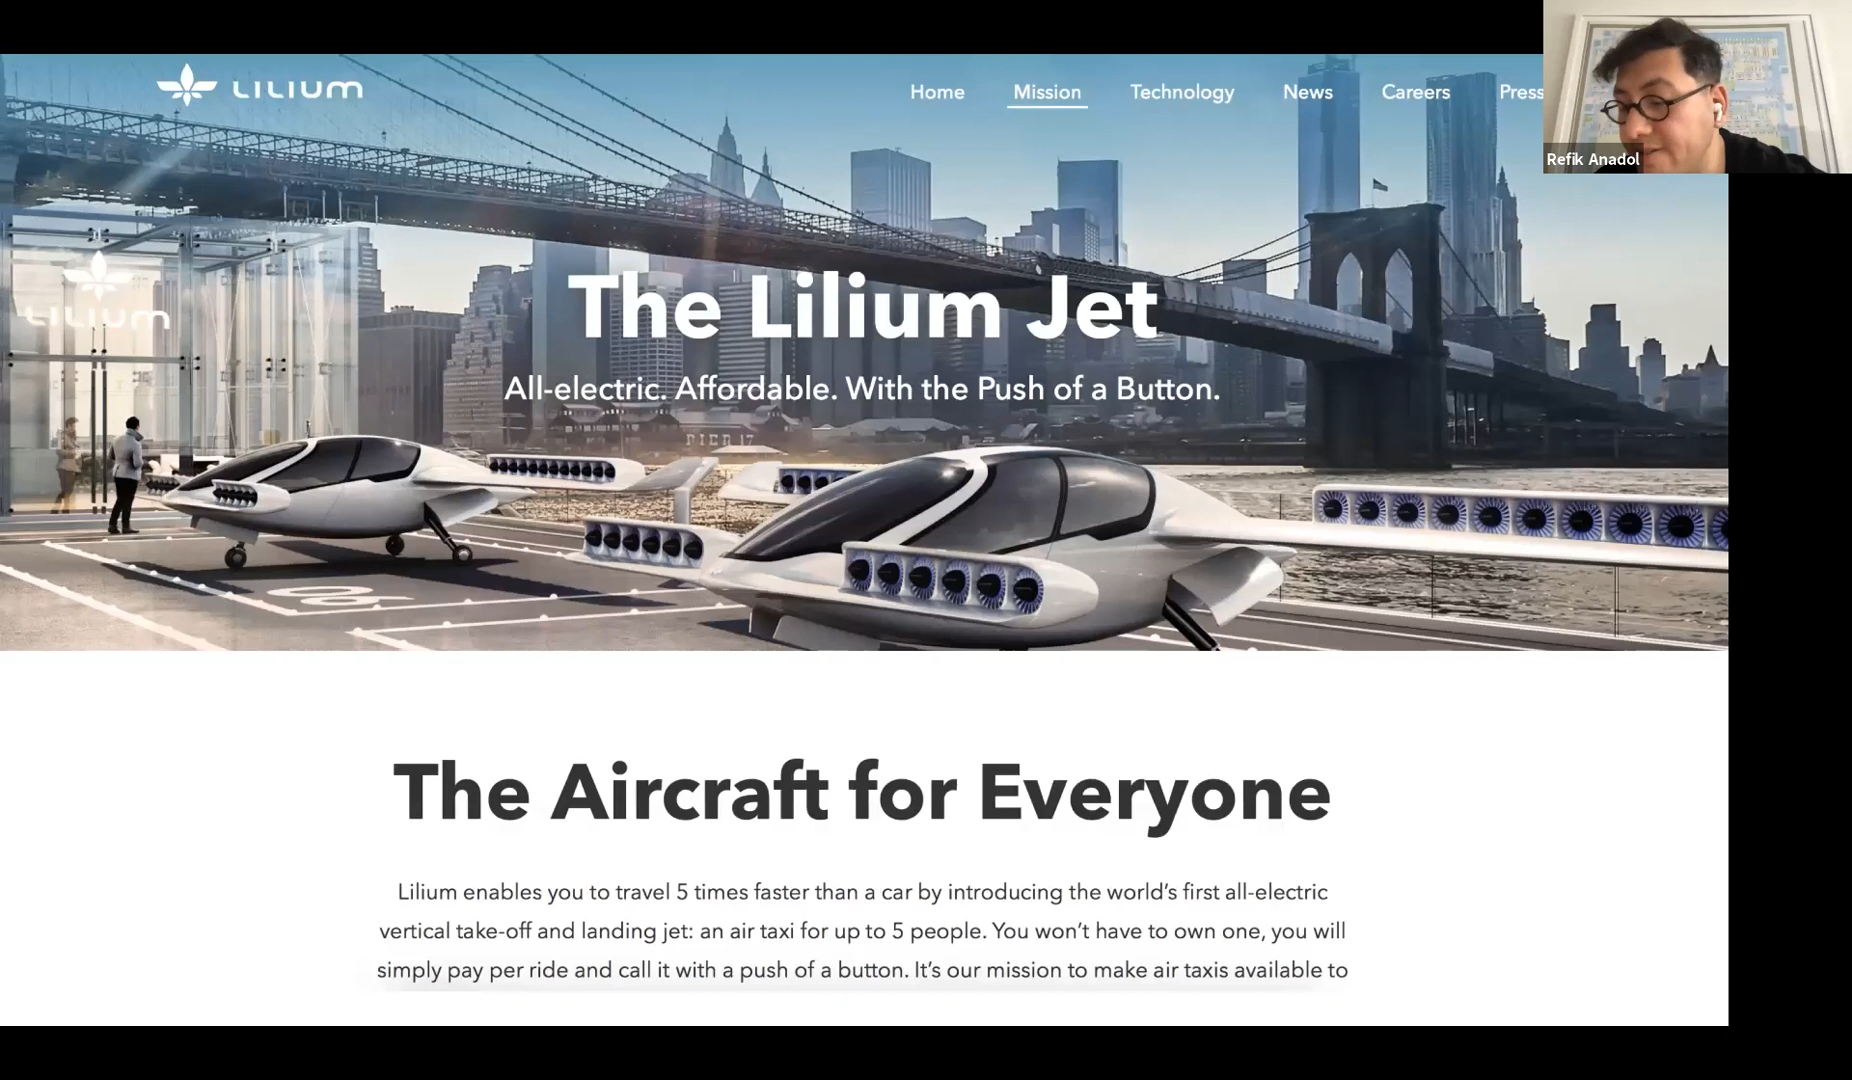 LILIUM
Home Mission Technology News Careers Press
Refik Anadol
LILIUM
The Lilium Jet
All-electric. Affordable. With the Push of a Button.
PIER 17
06
The Aircraft for Everyone
Lilium enables you to travel 5 times faster than a car by introducing the world's first all-electric
vertical take-off and landing jet: an air taxi for up to 5 people. You won't have to own one, you will
simply pay per ride and call it with a push of a button. It's our mission to make air taxis available to